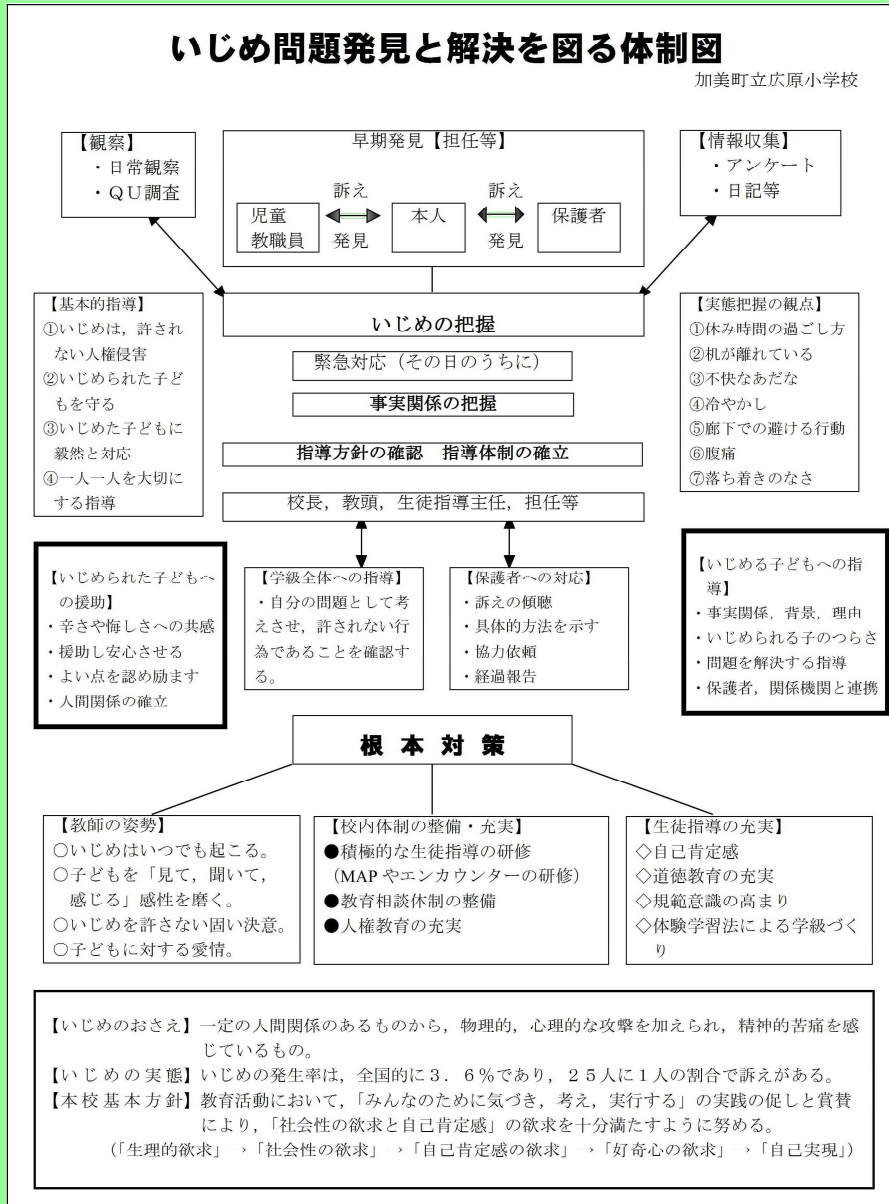 いじめ問題発見と解決を図る体制図
加美町立広原小学校
【観察】
・日常観察
・ＱＵ調査
早期発見【担任等】
訴え
訴え
児童
教職員
本人
保護者
発見
発見
【情報収集】
・アンケート
・日記等
いじめの把握
緊急対応（その日のうちに）
事実関係の把握
指導方針の確認　指導体制の確立
校長，教頭，生徒指導主任，担任等
【基本的指導】
①いじめは，許され
ない人権侵害
②いじめられた子ど
もを守る
③いじめた子どもに
毅然と対応
④一人一人を大切に
する指導
【実態把握の観点】
①休み時間の過ごし方
②机が離れている
③不快なあだな
④冷やかし
⑤廊下での避ける行動
⑥腹痛
⑦落ち着きのなさ
【いじめられた子どもへ
の援助】
・辛さや悔しさへの共感
・援助し安心させる
・よい点を認め励ます
・人間関係の確立
【学級全体への指導】
・自分の問題として考
えさせ，許されない行
為であることを確認す
る。
【保護者への対応】
・訴えの傾聴
・具体的方法を示す
・協力依頼
・経過報告
【いじめる子どもへの指
導】
・事実関係，背景，理由
・いじめられる子のつらさ
・問題を解決する指導
・保護者，関係機関と連携
根 本 対 策
【教師の姿勢】
○いじめはいつでも起こる。
○子どもを「見て，聞いて，
感じる」感性を磨く。
○いじめを許さない固い決意。
○子どもに対する愛情。
【校内体制の整備・充実】
●積極的な生徒指導の研修
（MAPやエンカウンターの研修）
●教育相談体制の整備
●人権教育の充実
【生徒指導の充実】
◇自己肯定感
◇道徳教育の充実
◇規範意識の高まり
◇体験学習法による学級づく
り
【いじめのおさえ】一定の人間関係のあるものから，物理的，心理的な攻撃を加えられ，精神的苦痛を感
じているもの。
【いじめの実態】いじめの発生率は，全国的に３．６％であり，２５人に１人の割合で訴えがある。
【本校基本方針】教育活動において，「みんなのために気づき，考え，実行する」の実践の促しと賞賛
により，「社会性の欲求と自己肯定感」の欲求を十分満たすように努める。
（「生理的欲求」→「社会性の欲求」→「自己肯定感の欲求」→「好奇心の欲求」→「自己実現」）